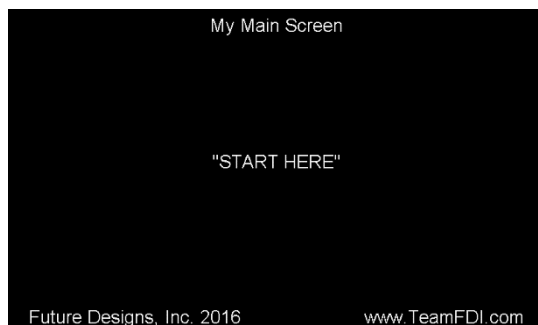 My Main Screen
"START HERE"
Future Designs, Inc. 2016 www.TeamFDI.com